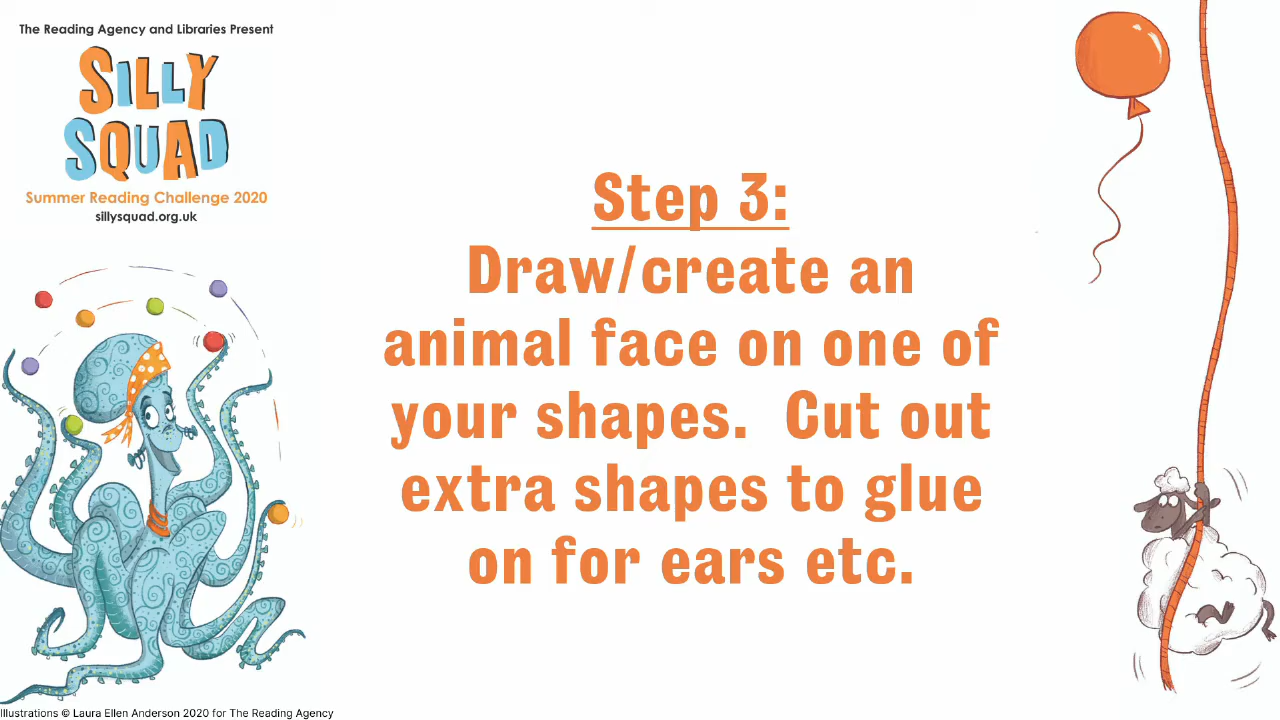 The Reading Agency and Libraries Present
SILLY
SQUAD
Summer Reading Challenge 2020
sillysquad.org.uk
Step 3:
Draw/create an
animal face on one of
your shapes.  Cut out
extra shapes to glue
on for ears etc.
Illustrations © Laura Ellen Anderson 2020 for The Reading Agency